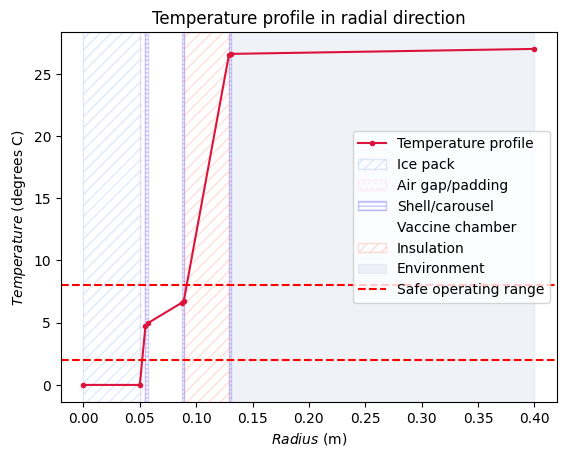 Temperature profile in radial direction
Temperature (degrees C)
25
20
15
10
5
0
Temperature profile
Ice pack
Air gap/padding
Shell/carousel
Vaccine chamber
Insulation
Environment
Safe operating range
0.00 0.05 0.10 0.15 0.20 0.25 0.30 0.35 0.40
Radius (m)